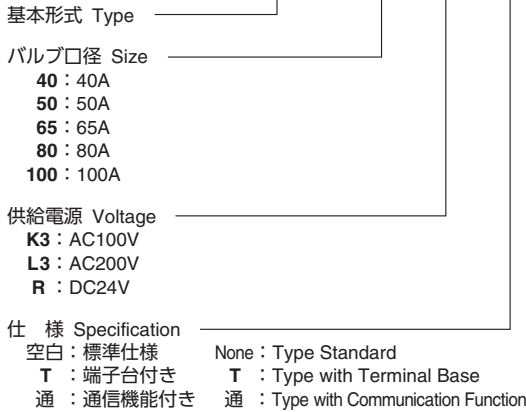 基本形式 Type
バルブ口径 Size
40：40A
50：50A
65：65A
80：80A
100：100A
供給電源 Voltage
K3：AC100V
L3：AC200V
R：DC24V
仕　様 Specification
空白：標準仕様 None：Type Standard
T：端子台付き T：Type with Terminal Base
通：通信機能付き 通：Type with Communication Function